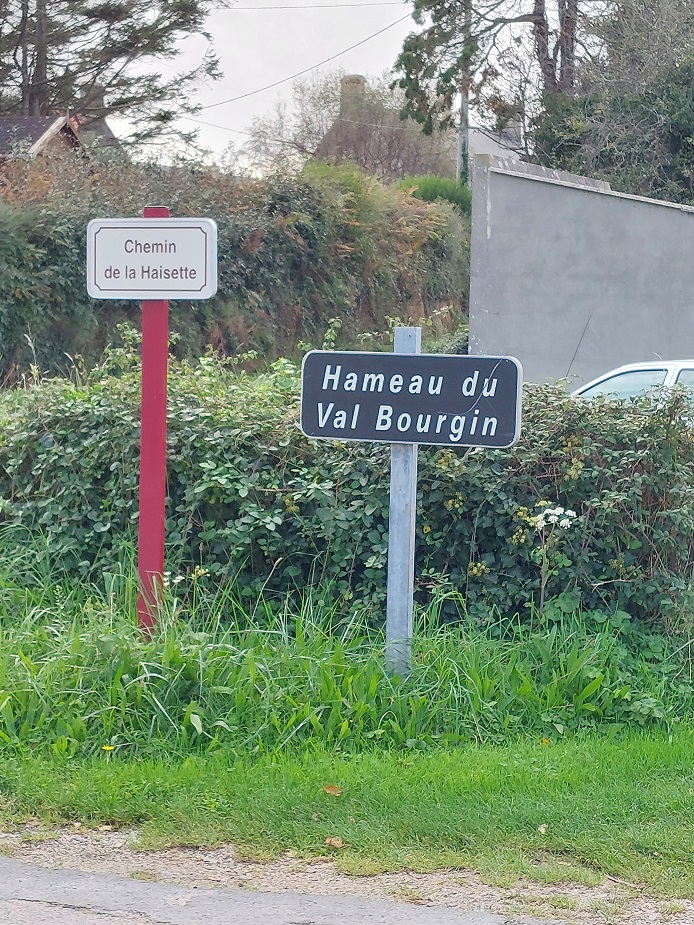 Chemin
de la Haisette
Hameau du
Val Bourgin